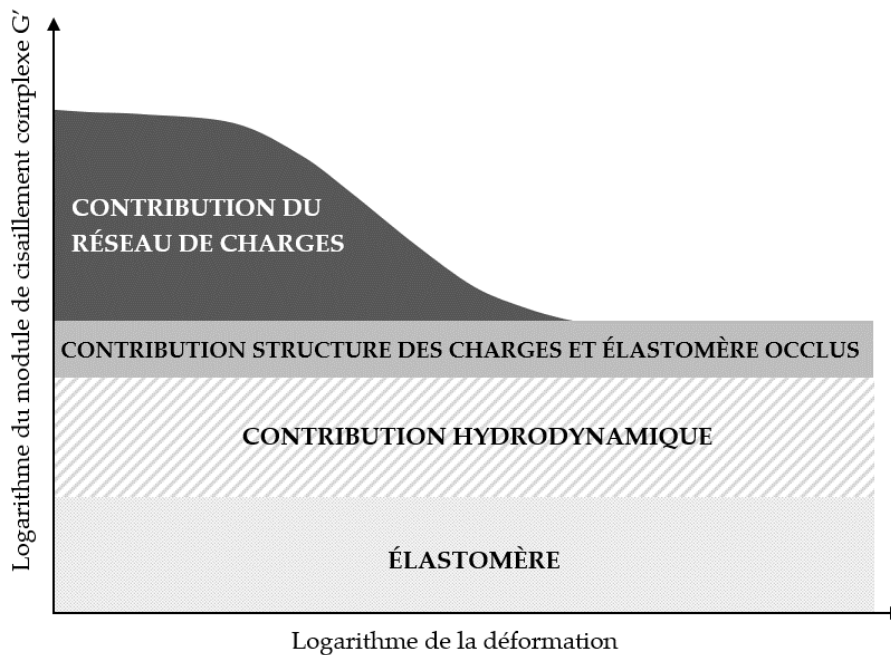 Logarithme du module de cisaillement complexe G'
CONTRIBUTION DU
RÉSEAU DE CHARGES
CONTRIBUTION STRUCTURE DES CHARGES ET ÉLASTOMÈRE OCCLUS
CONTRIBUTION HYDRODYNAMIQUE
ÉLASTOMÈRE
Logarithme de la déformation